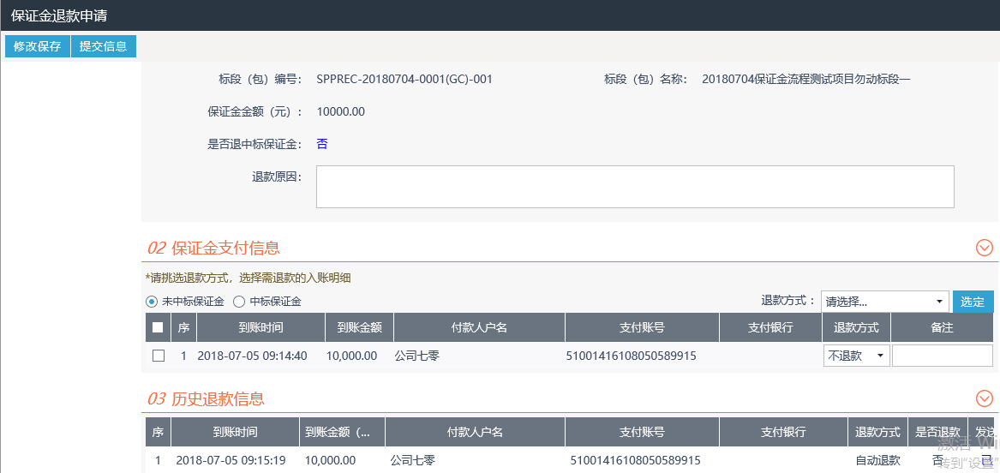 保证金退款申请
修改保存 提交信息
标段（包）编号： SPPREC-20180704-0001(GC)-001 标段（包）名称： 20180704保证金流程测试项目勿动标段一
保证金金额（元）： 10000.00
是否退中标保证金： 否
退款原因：
02 保证金支付信息
*请挑选退款方式，选择需退款的入账明细
未中标保证金 中标保证金 退款方式： 请选择... 选定
序 到账时间 到账金额 付款人户名 支付账号 支付银行 退款方式 备注
1 2018-07-05 09:14:40 10,000.00 公司七零 51001416108050589915 不退款
03 历史退款信息
序 到账时间 到账金额（... 付款人户名 支付账号 支付银行 退款方式 是否退款 发送
1 2018-07-05 09:15:19 10,000.00 公司七零 51001416108050589915 自动退款 否 已
激活 Wi
转到“设置”